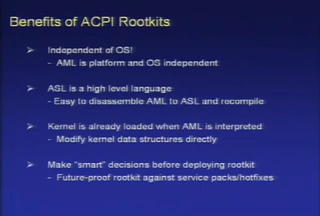 Benefits of ACPI Rootkits
➢ Independent of OS!
- AML is platform and OS independent
➢ ASL is a high level language
- Easy to disassemble AML to ASL and recompile
➢ Kernel is already loaded when AML is interpreted
- Modify kernel data structures directly
➢ Make "smart" decisions before deploying rootkit
- Future-proof rootkit against service packs/hotfixes